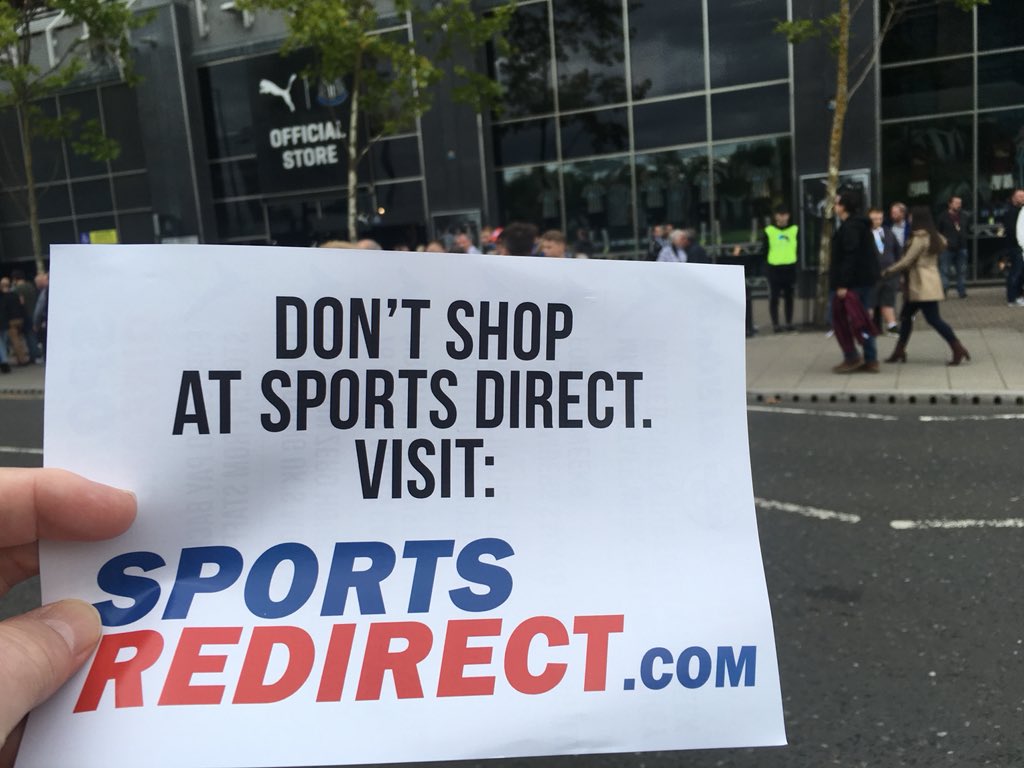 OFFICIAL
STORE
DON'T SHOP
AT SPORTS DIRECT.
VISIT:
SPORTS
REDIRECT.COM